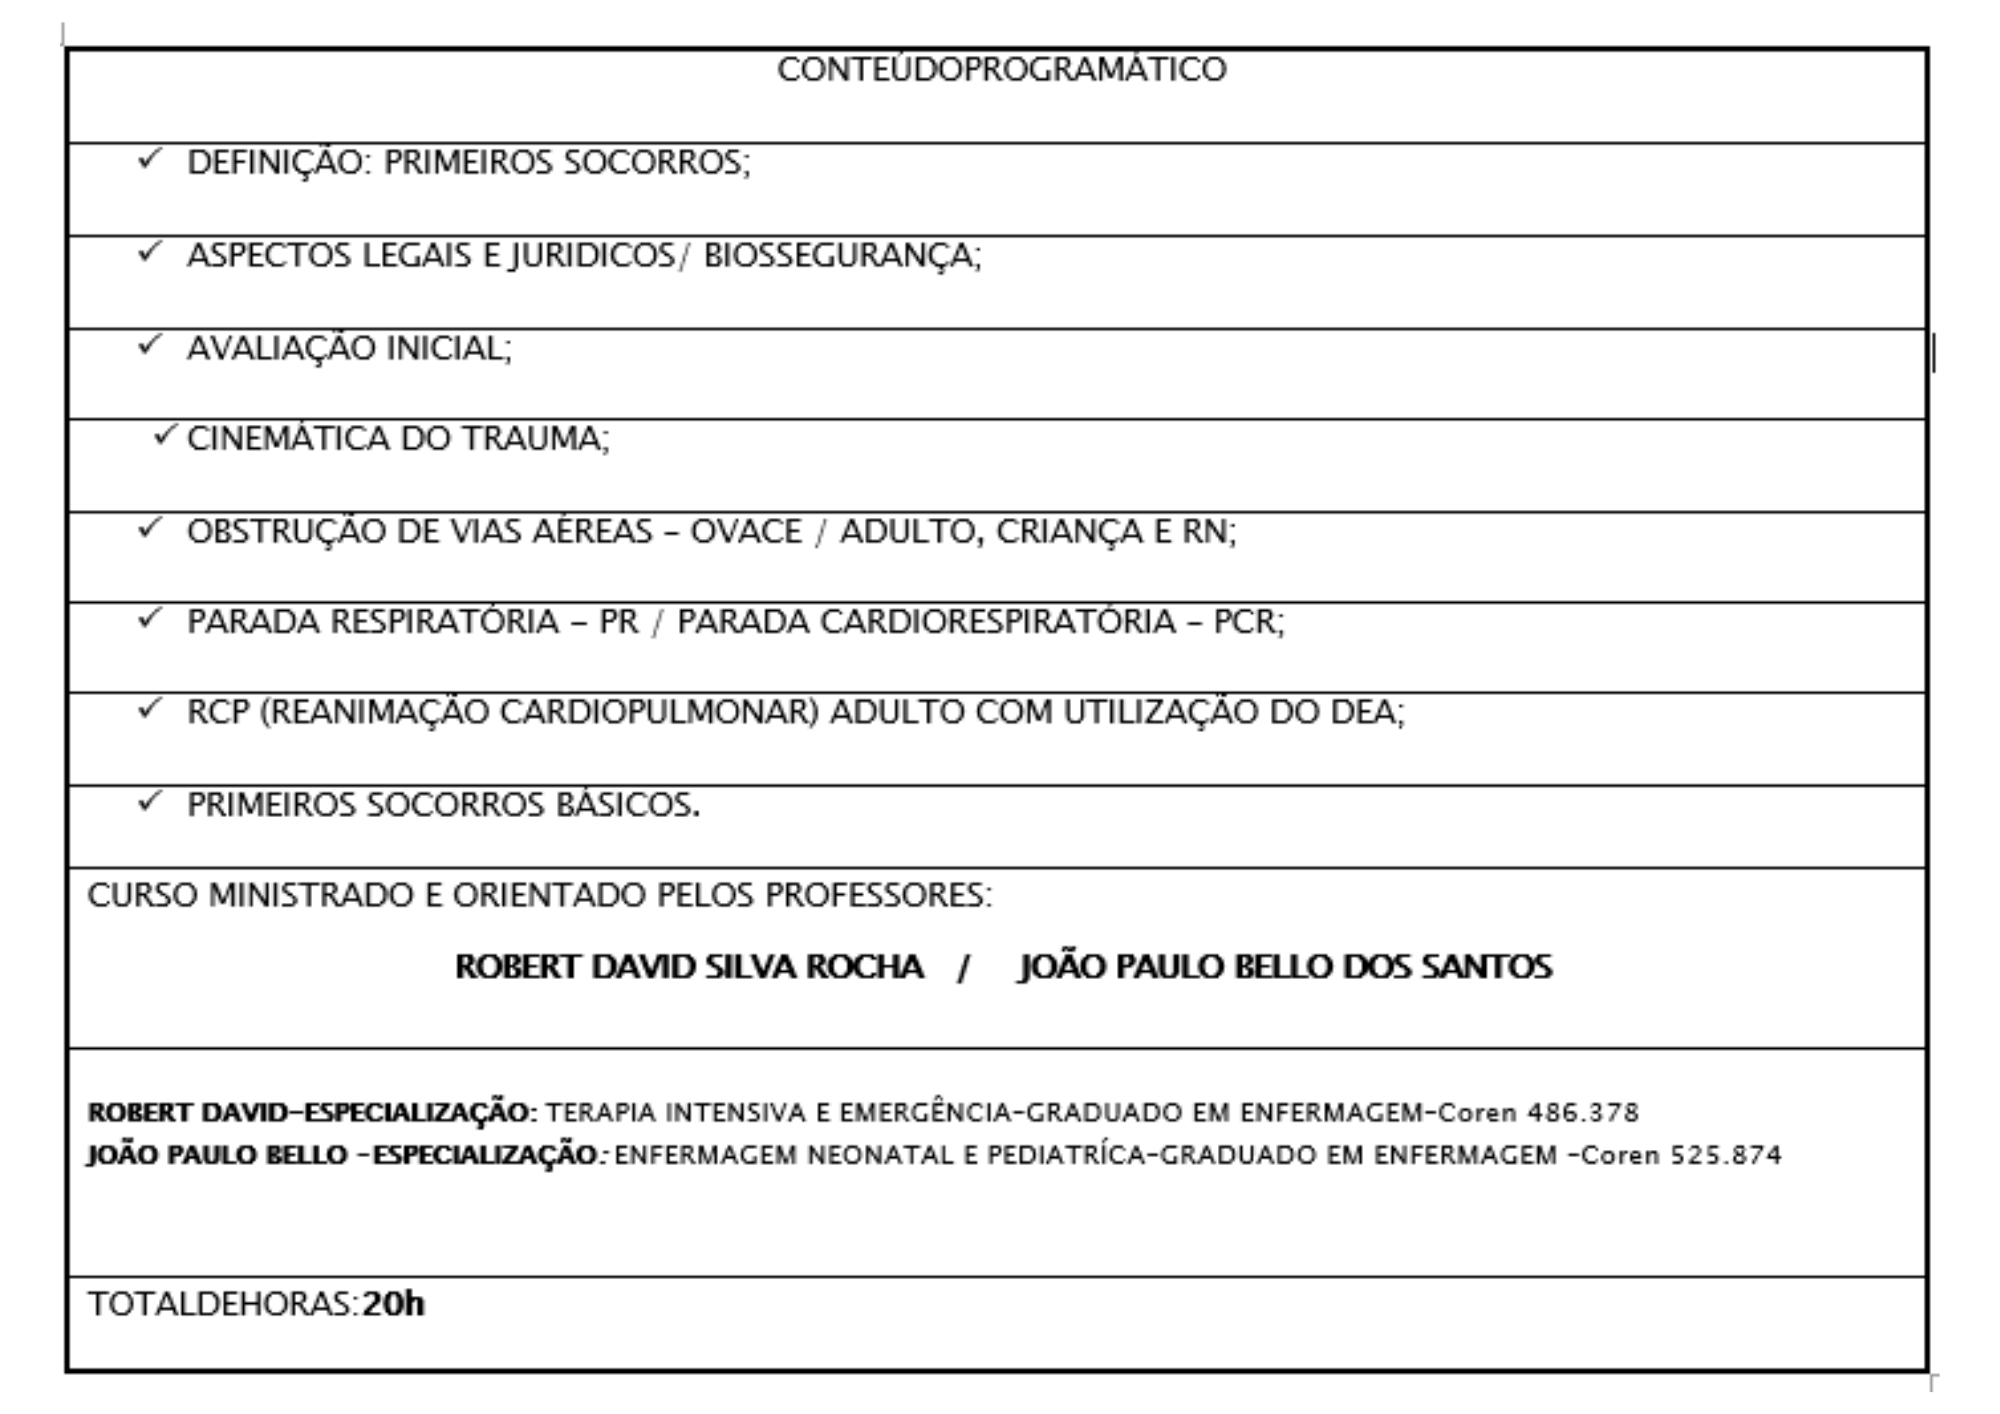 CONTEÚDOPROGRAMÁTICO
✓ DEFINIÇÃO: PRIMEIROS SOCORROS;
✓ ASPECTOS LEGAIS E JURIDICOS/ BIOSSEGURANÇA;
✓ AVALIAÇÃO INICIAL;
✓ CINEMÁTICA DO TRAUMA;
✓ OBSTRUÇÃO DE VIAS AÉREAS – OVACE / ADULTO, CRIANÇA E RN;
✓ PARADA RESPIRATÓRIA – PR / PARADA CARDIORESPIRATÓRIA – PCR;
✓ RCP (REANIMAÇÃO CARDIOPULMONAR) ADULTO COM UTILIZAÇÃO DO DEA;
✓ PRIMEIROS SOCORROS BÁSICOS.
CURSO MINISTRADO E ORIENTADO PELOS PROFESSORES:
ROBERT DAVID SILVA ROCHA / JOÃO PAULO BELLO DOS SANTOS
ROBERT DAVID–ESPECIALIZAÇÃO: TERAPIA INTENSIVA E EMERGÊNCIA–GRADUADO EM ENFERMAGEM–Coren 486.378
JOÃO PAULO BELLO –ESPECIALIZAÇÃO: ENFERMAGEM NEONATAL E PEDIATRÍCA–GRADUADO EM ENFERMAGEM –Coren 525.874
TOTALDEHORAS:20h